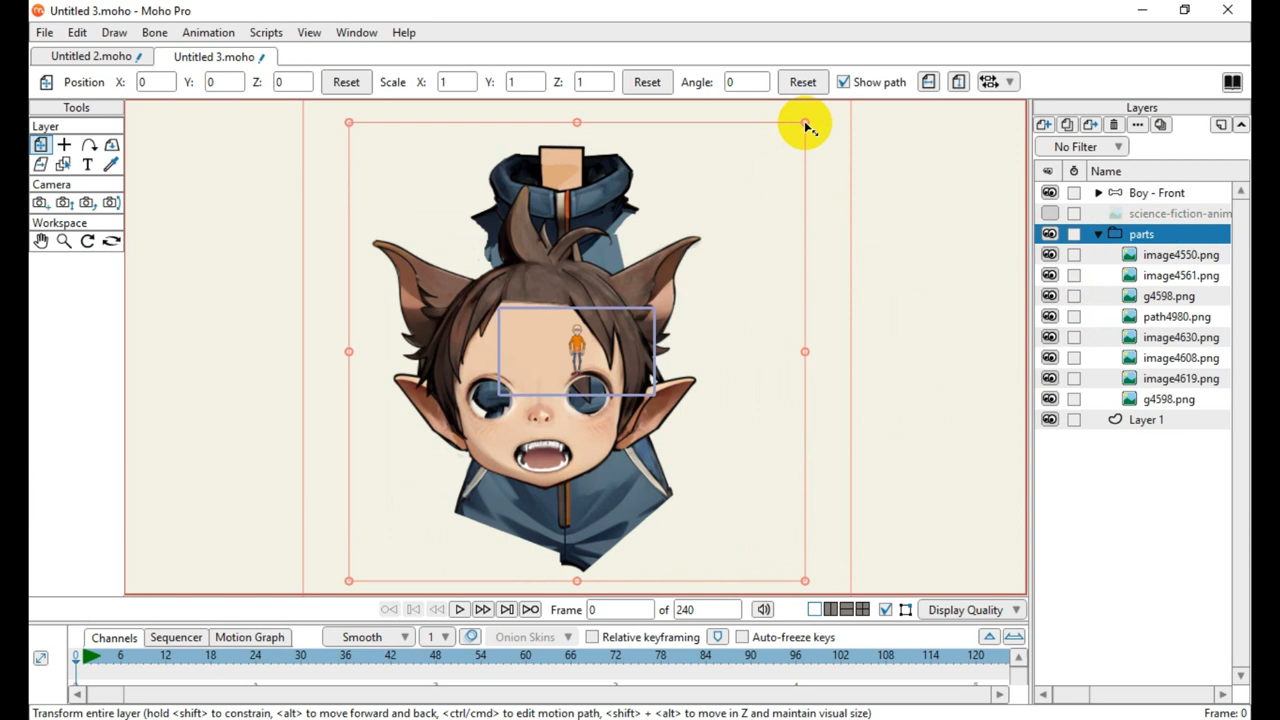 Untitled 3.moho - Moho Pro
File Edit Draw Bone Animation Scripts View Window Help
Untitled 2.moho Untitled 3.moho
Position X: 0 Y: 0 Z: 0 Reset Scale X: 1 Y: 1 Z: 1 Reset Angle: 0 Reset Show path
Tools
Layer
Camera
Workspace
Layers
No Filter
Name
Boy - Front
science-fiction-anim
parts
image4550.png
image4561.png
g4598.png
path4980.png
image4630.png
image4608.png
image4619.png
g4598.png
Layer 1
Frame 0 of 240 Display Quality
Channels Sequencer Motion Graph Smooth 1 Onion Skins Relative keyframing Auto-freeze keys
0 6 12 18 24 30 36 42 48 54 60 66 72 78 84 90 96 102 108 114 120
Transform entire layer (hold <shift> to constrain, <alt> to move forward and back, <ctrl/cmd> to edit motion path, <shift> + <alt> to move in Z and maintain visual size) Frame: 0